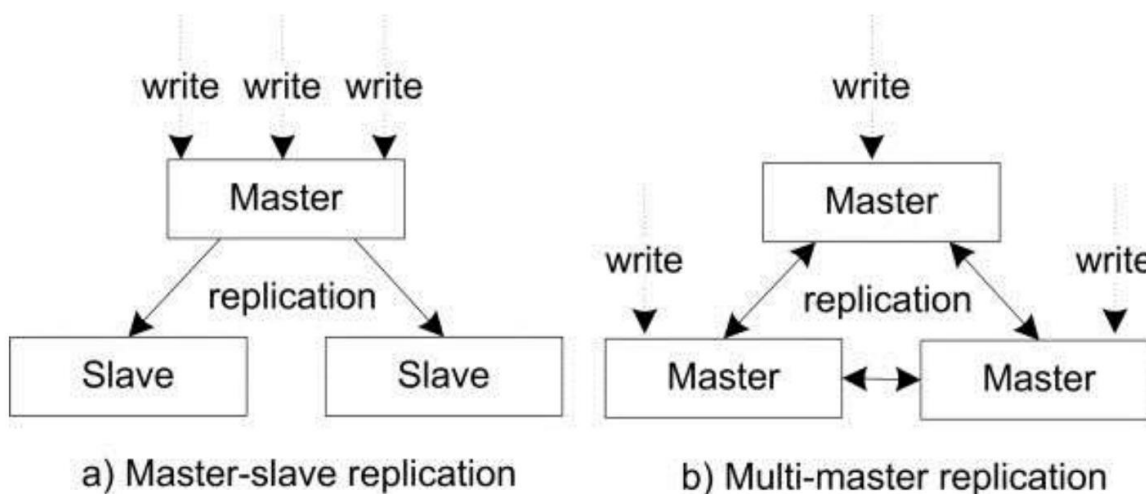 write write write
Master
replication
Slave Slave
a) Master-slave replication
write
Master
write write
replication
Master Master
b) Multi-master replication